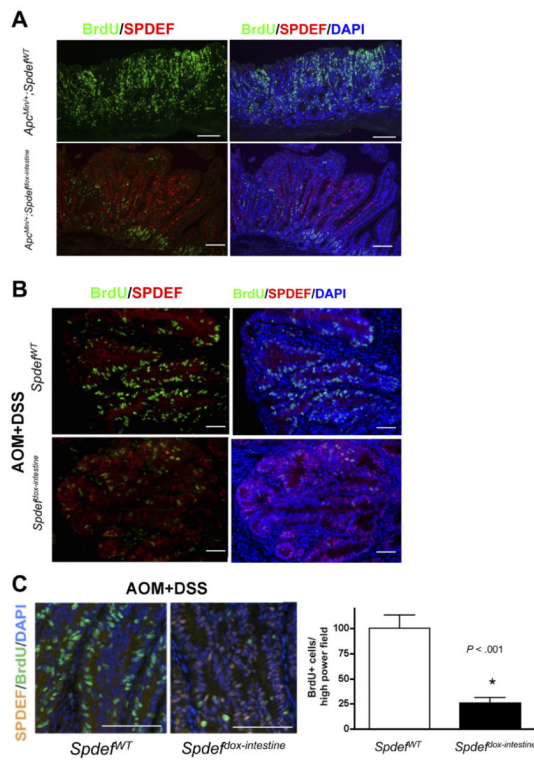 A
BrdU/SPDEF BrdU/SPDEF/DAPI
Apc^Min/+;Spdef^WT
Apc^Min/+;Spdef^dox-intestine
B
BrdU/SPDEF BrdU/SPDEF/DAPI
AOM+DSS
Spdef^WT
Spdef^dox-intestine
C
AOM+DSS
SPDEF/BrdU/DAPI
Spdef^WT Spdef^dox-intestine
BrdU+ cells/
high power field
100
75
50
25
0
P < .001
*
Spdef^WT Spdef^dox-intestine